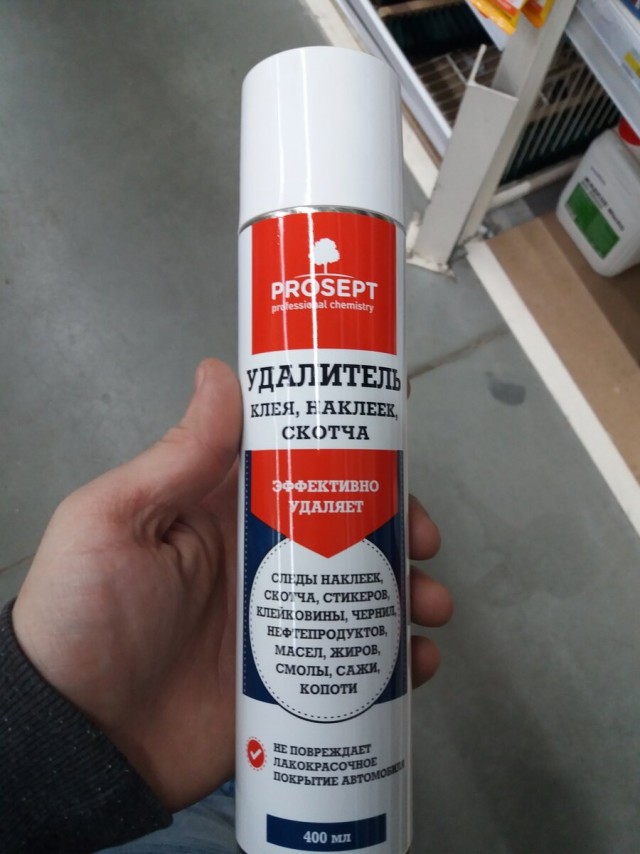 PROSEPT
professional chemistry
УДАЛИТЕЛЬ
КЛЕЯ, НАКЛЕЕК,
СКОТЧА
ЭФФЕКТИВНО
УДАЛЯЕТ
СЛЕДЫ НАКЛЕЕК,
СКОТЧА, СТИКЕРОВ,
КЛЕЙКОВИНЫ, ЧЕРНИЛ,
НЕФТЕПРОДУКТОВ,
МАСЕЛ, ЖИРОВ,
СМОЛЫ, САЖИ,
КОПОТИ
НЕ ПОВРЕЖДАЕТ
ЛАКОКРАСОЧНОЕ
ПОКРЫТИЕ АВТОМОБИЛЯ
400 МЛ